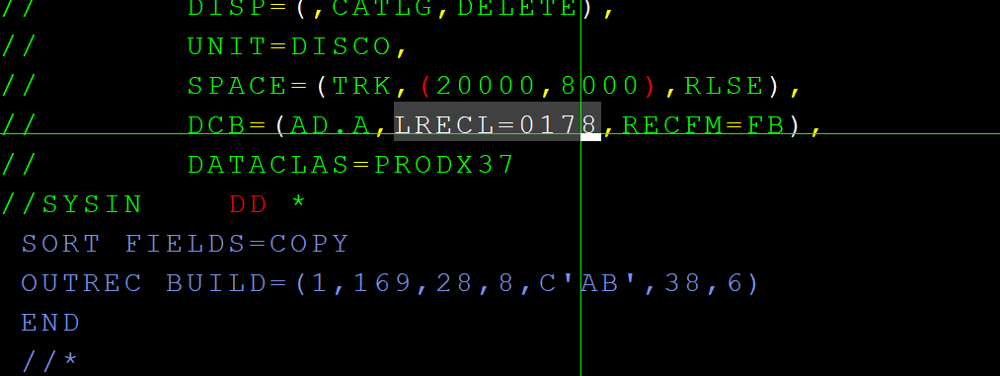 //       DISP=(,CATLG,DELETE),
//       UNIT=DISCO,
//       SPACE=(TRK,(20000,8000),RLSE),
//       DCB=(AD.A,LRECL=0178,RECFM=FB),
//       DATACLAS=PRODX37
//SYSIN    DD *
 SORT FIELDS=COPY
 OUTREC BUILD=(1,169,28,8,C'AB',38,6)
 END
 //*